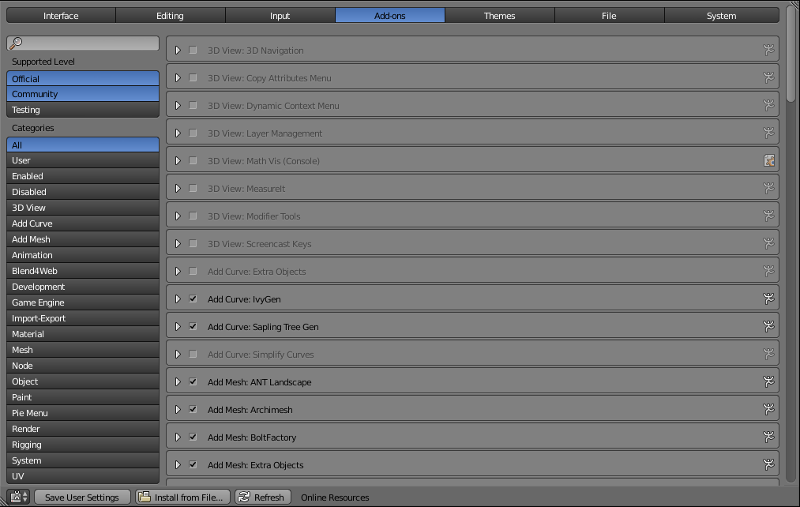 Interface Editing Input Add-ons Themes File System
Supported Level
Official
Community
Testing
Categories
All
User
Enabled
Disabled
3D View
Add Curve
Add Mesh
Animation
Blend4Web
Development
Game Engine
Import-Export
Material
Mesh
Node
Object
Paint
Pie Menu
Render
Rigging
System
UV
3D View: 3D Navigation
3D View: Copy Attributes Menu
3D View: Dynamic Context Menu
3D View: Layer Management
3D View: Math Vis (Console)
3D View: MeasureIt
3D View: Modifier Tools
3D View: Screencast Keys
Add Curve: Extra Objects
Add Curve: IvyGen
Add Curve: Sapling Tree Gen
Add Curve: Simplify Curves
Add Mesh: ANT Landscape
Add Mesh: Archimesh
Add Mesh: BoltFactory
Add Mesh: Extra Objects
Save User Settings Install from File... Refresh Online Resources